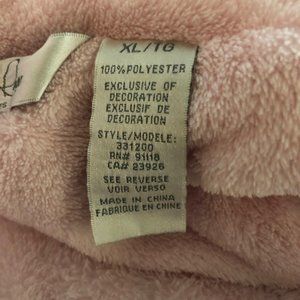 XL/TG
100% POLYESTER
EXCLUSIVE OF
DECORATION
EXCLUSIF DE
DECORATION
STYLE/MODELE:
331200
RN# 91118
CA# 23926
SEE REVERSE
VOIR VERSO
MADE IN CHINA
FABRIQUE EN CHINE